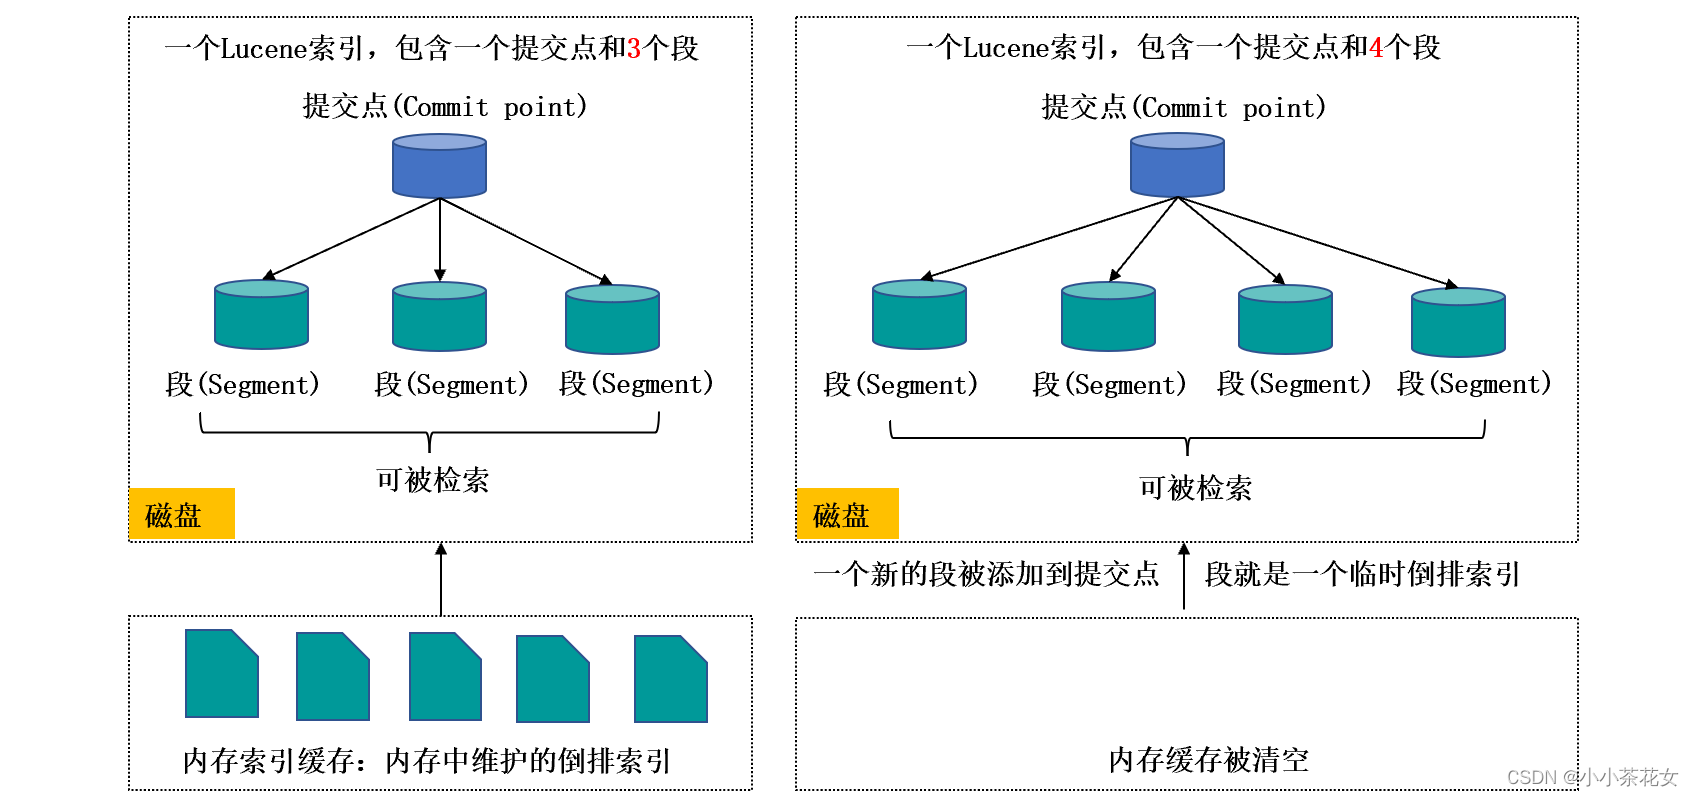 一个Lucene索引，包含一个提交点和3个段
提交点(Commit point)
段(Segment)
段(Segment)
段(Segment)
可被检索
磁盘
内存索引缓存：内存中维护的倒排索引
一个Lucene索引，包含一个提交点和4个段
提交点(Commit point)
段(Segment)
段(Segment)
段(Segment)
段(Segment)
可被检索
磁盘
一个新的段被添加到提交点
段就是一个临时倒排索引
内存缓存被清空
CSDN @小小茶花女